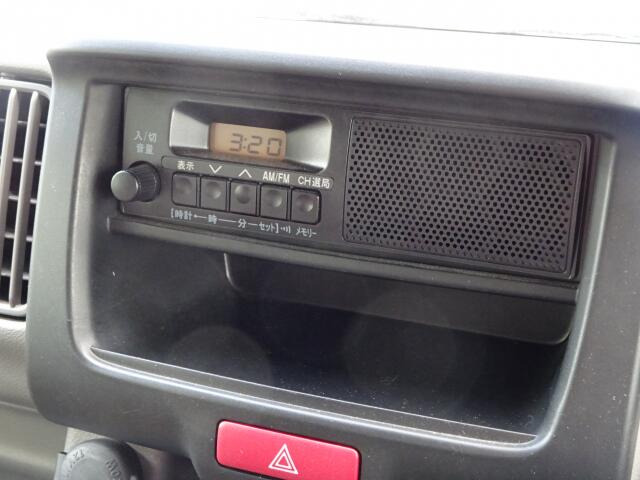 入/切
音量
3:20
表示 ∨ ∧ AM/FM CH選局
[時計←時 — 分 —セット] メモリー